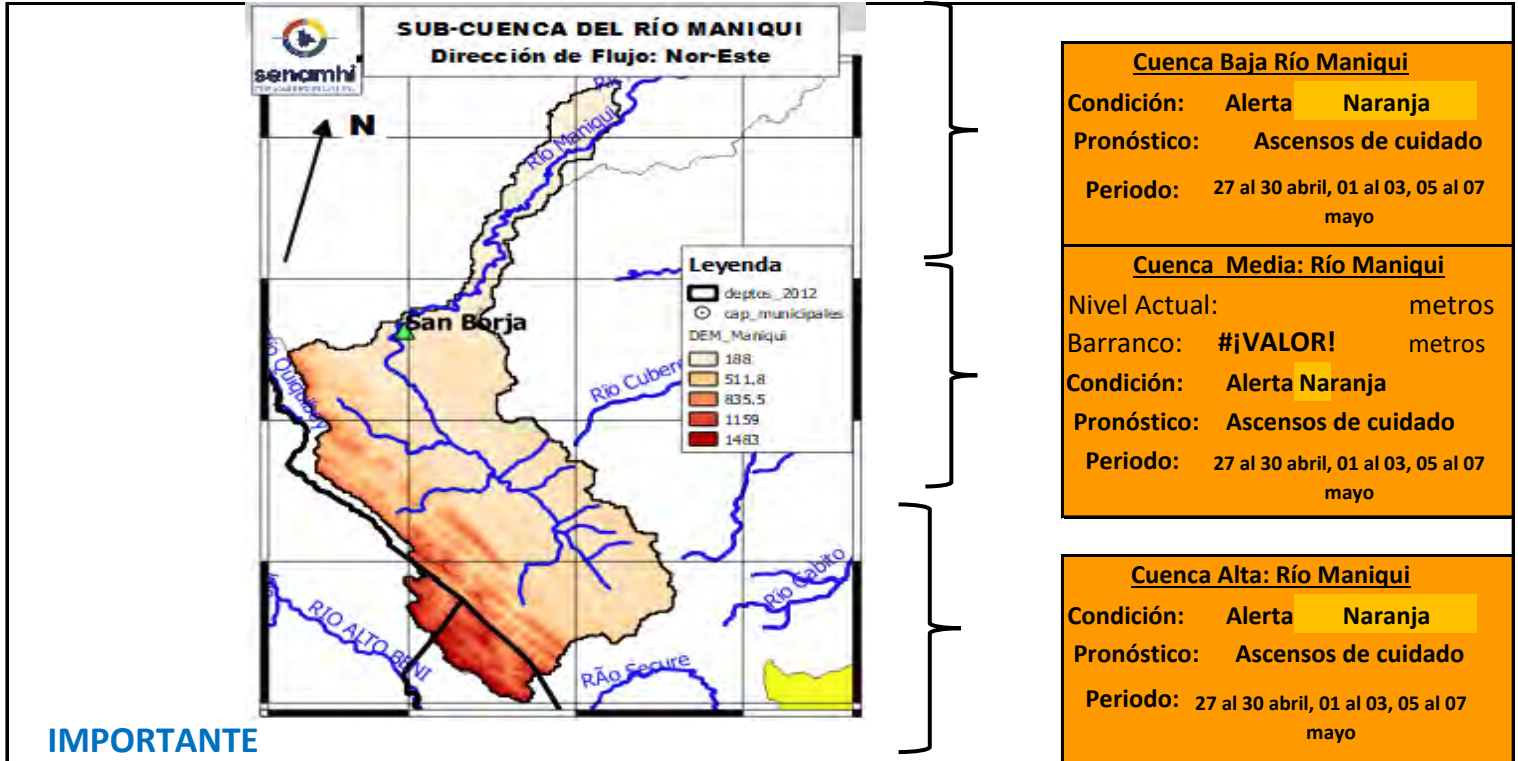 SUB-CUENCA DEL RÍO MANIQUI
Dirección de Flujo: Nor-Este
senamhi
N
Río Maniqui
San Borja
Río Cubere
Río Cabito
RÃo Secure
RIO ALTO BENI
Leyenda
deptos_2012
cap_municipales
DEM_Maniqui
188
511.8
835.5
1159
1483
IMPORTANTE
Cuenca Baja Río Maniqui
Condición: Alerta Naranja
Pronóstico: Ascensos de cuidado
Periodo: 27 al 30 abril, 01 al 03, 05 al 07
mayo
Cuenca Media: Río Maniqui
Nivel Actual: metros
Barranco: #¡VALOR! metros
Condición: Alerta Naranja
Pronóstico: Ascensos de cuidado
Periodo: 27 al 30 abril, 01 al 03, 05 al 07
mayo
Cuenca Alta: Río Maniqui
Condición: Alerta Naranja
Pronóstico: Ascensos de cuidado
Periodo: 27 al 30 abril, 01 al 03, 05 al 07
mayo